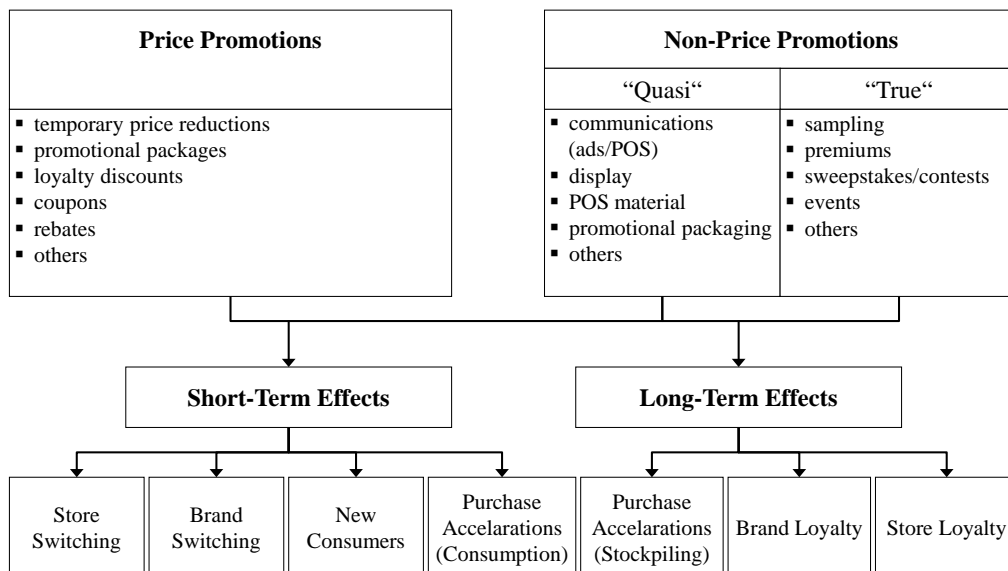 Price Promotions
▪ temporary price reductions
▪ promotional packages
▪ loyalty discounts
▪ coupons
▪ rebates
▪ others
Non-Price Promotions
“Quasi“
▪ communications
(ads/POS)
▪ display
▪ POS material
▪ promotional packaging
▪ others
“True“
▪ sampling
▪ premiums
▪ sweepstakes/contests
▪ events
▪ others
Short-Term Effects
Long-Term Effects
Store
Switching
Brand
Switching
New
Consumers
Purchase
Accelarations
(Consumption)
Purchase
Accelarations
(Stockpiling)
Brand Loyalty
Store Loyalty